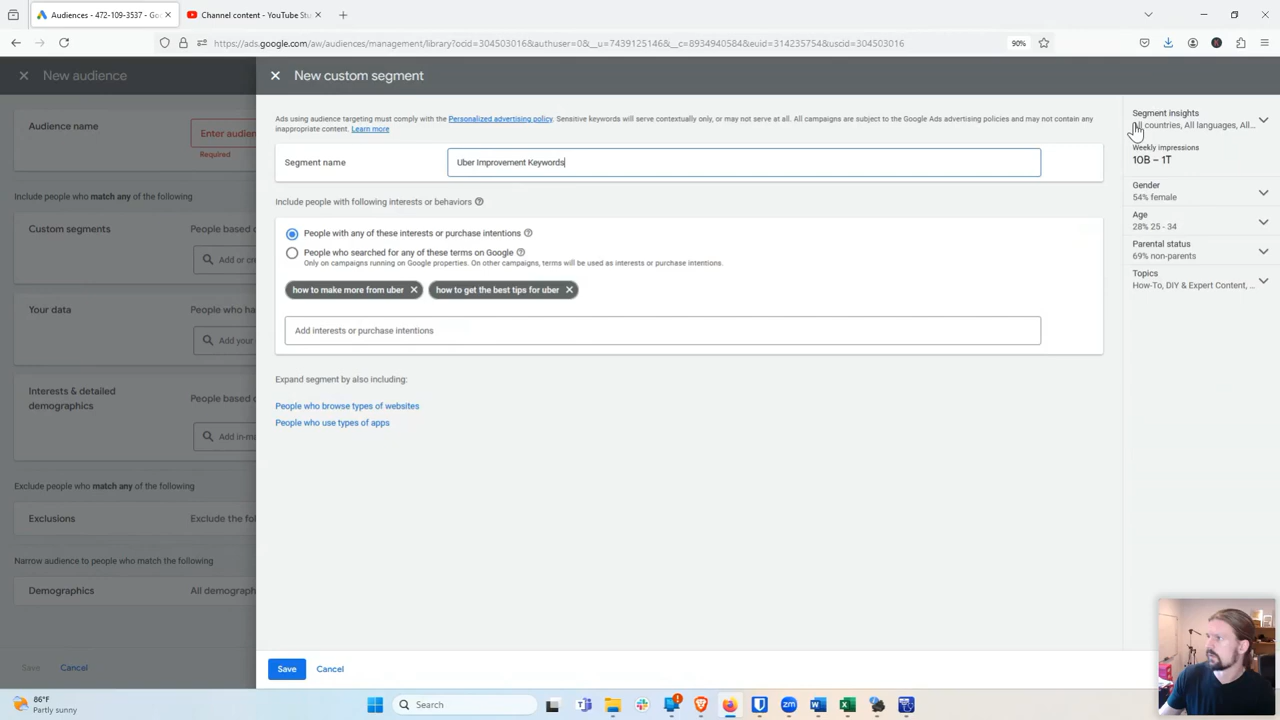 Audiences - 472-109-3537 - Go
Channel content - YouTube Stu
https://ads.google.com/aw/audiences/management/library?ocid=304503016&authuser=0&__u=7439125146&__c=8934940584&euid=314235754&uscid=304503016
90%
New audience
New custom segment
Audience name
Enter audien
Required
Include people who match any of the following
Custom segments
People based o
Add or cr
Your data
People who ha
Add your
Interests & detailed
demographics
People based o
Add in-ma
Exclude people who match any of the following
Exclusions
Exclude the fol
Narrow audience to people who match the following
Demographics
All demograp
Save
Cancel
Ads using audience targeting must comply with the Personalized advertising policy. Sensitive keywords will serve contextually only, or may not serve at all. All campaigns are subject to the Google Ads advertising policies and may not contain any
inappropriate content. Learn more
Segment name
Uber Improvement Keywords
Include people with following interests or behaviors
People with any of these interests or purchase intentions
People who searched for any of these terms on Google
Only on campaigns running on Google properties. On other campaigns, terms will be used as interests or purchase intentions.
how to make more from uber
how to get the best tips for uber
Add interests or purchase intentions
Expand segment by also including:
People who browse types of websites
People who use types of apps
Save
Cancel
Segment insights
All countries, All languages, All...
Weekly impressions
10B – 1T
Gender
54% female
Age
28% 25 - 34
Parental status
69% non-parents
Topics
How-To, DIY & Expert Content, ...
86°F
Partly sunny
Search